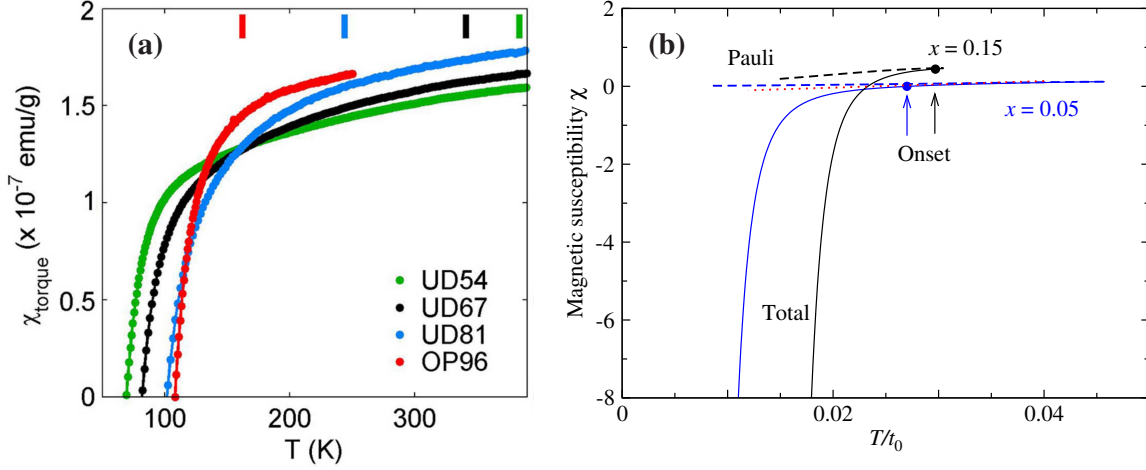 (a)
χtorque (x 10⁻⁷ emu/g)
2
1.5
1
0.5
0
100
200
300
T (K)
UD54
UD67
UD81
OP96
(b)
Magnetic susceptibility χ
2
0
-2
-4
-6
-8
0
0.02
0.04
T/t₀
Pauli
x = 0.15
x = 0.05
Onset
Total